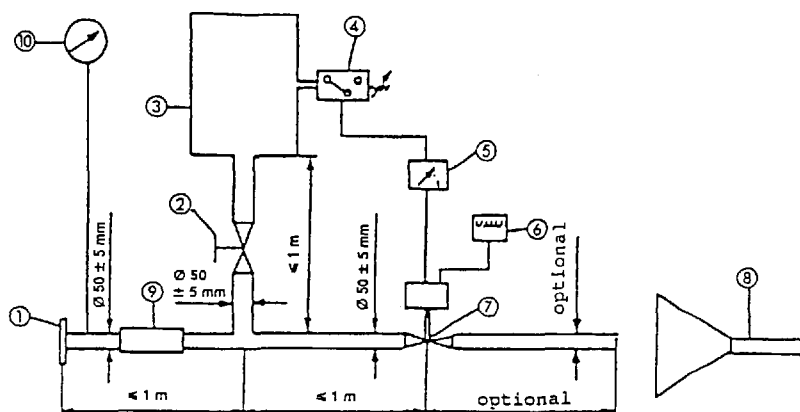 10
4
3
5
2
6
≤ 1 m
Ø 50 ± 5 mm
Ø 50
± 5 mm
Ø 50 ± 5 mm
optional
8
1
9
7
≤ 1 m
≤ 1 m
optional